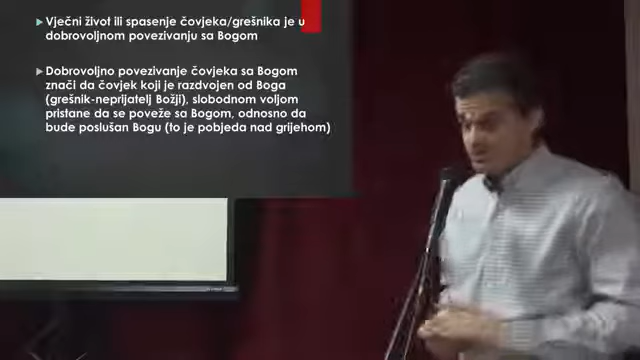 Vječni život ili spasenje čovjeka/grešnika je u
dobrovoljnom povezivanju sa Bogom
Dobrovoljno povezivanje čovjeka sa Bogom
znači da čovjek koji je razdvojen od Boga
(grešnik-neprijatelj Božji), slobodnom voljom
pristane da se poveže sa Bogom, odnosno da
bude poslušan Bogu (to je pobjeda nad grijehom)